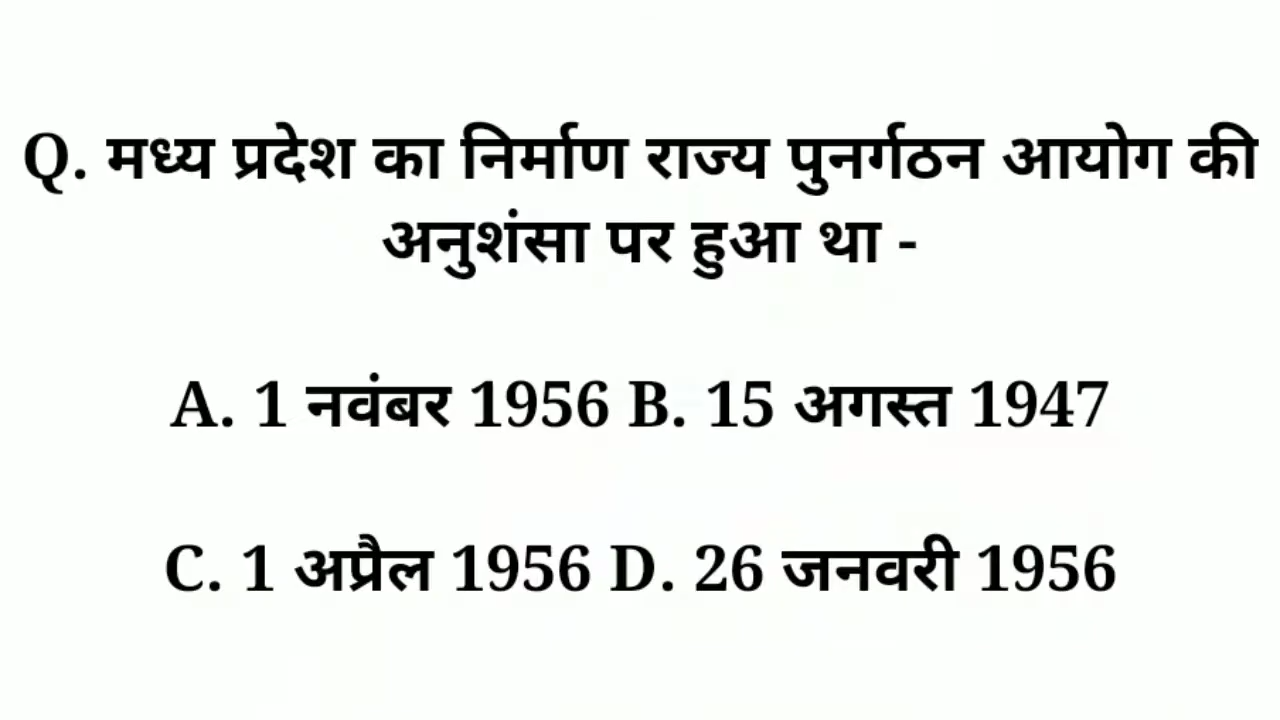 Q. मध्य प्रदेश का निर्माण राज्य पुनर्गठन आयोग की
अनुशंसा पर हुआ था -
A. 1 नवंबर 1956 B. 15 अगस्त 1947
C. 1 अप्रैल 1956 D. 26 जनवरी 1956